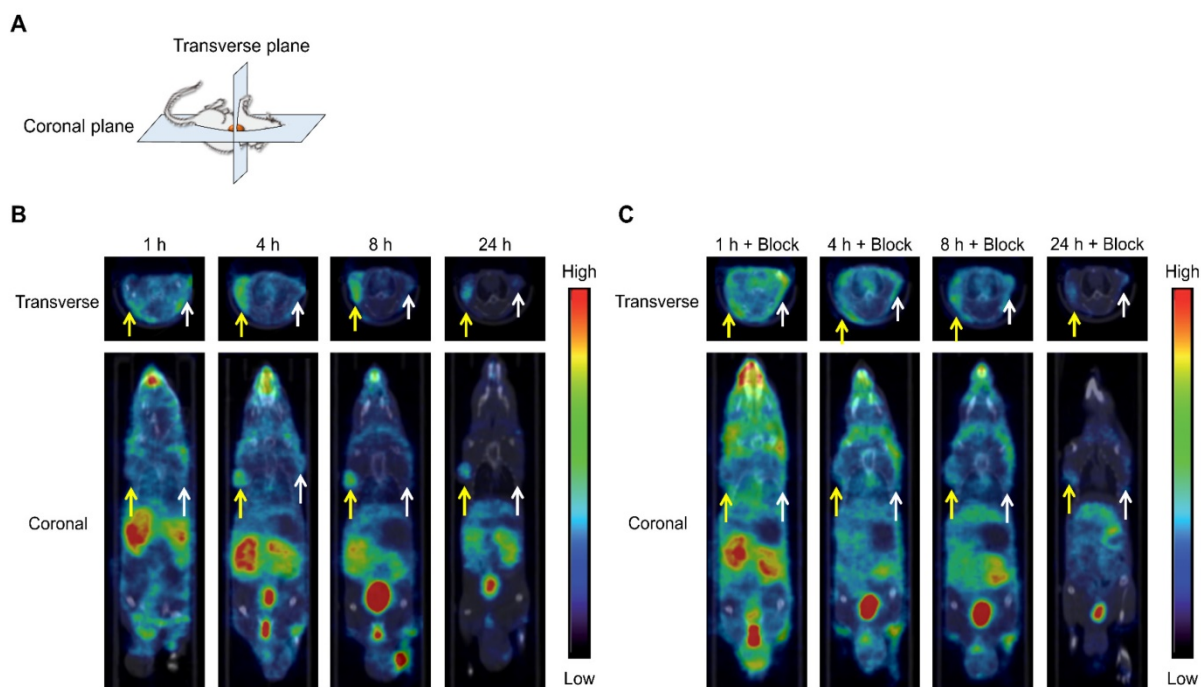 A
Transverse plane
Coronal plane
B
1 h
4 h
8 h
24 h
Transverse
High
Coronal
Low
C
1 h + Block
4 h + Block
8 h + Block
24 h + Block
Transverse
High
Coronal
Low